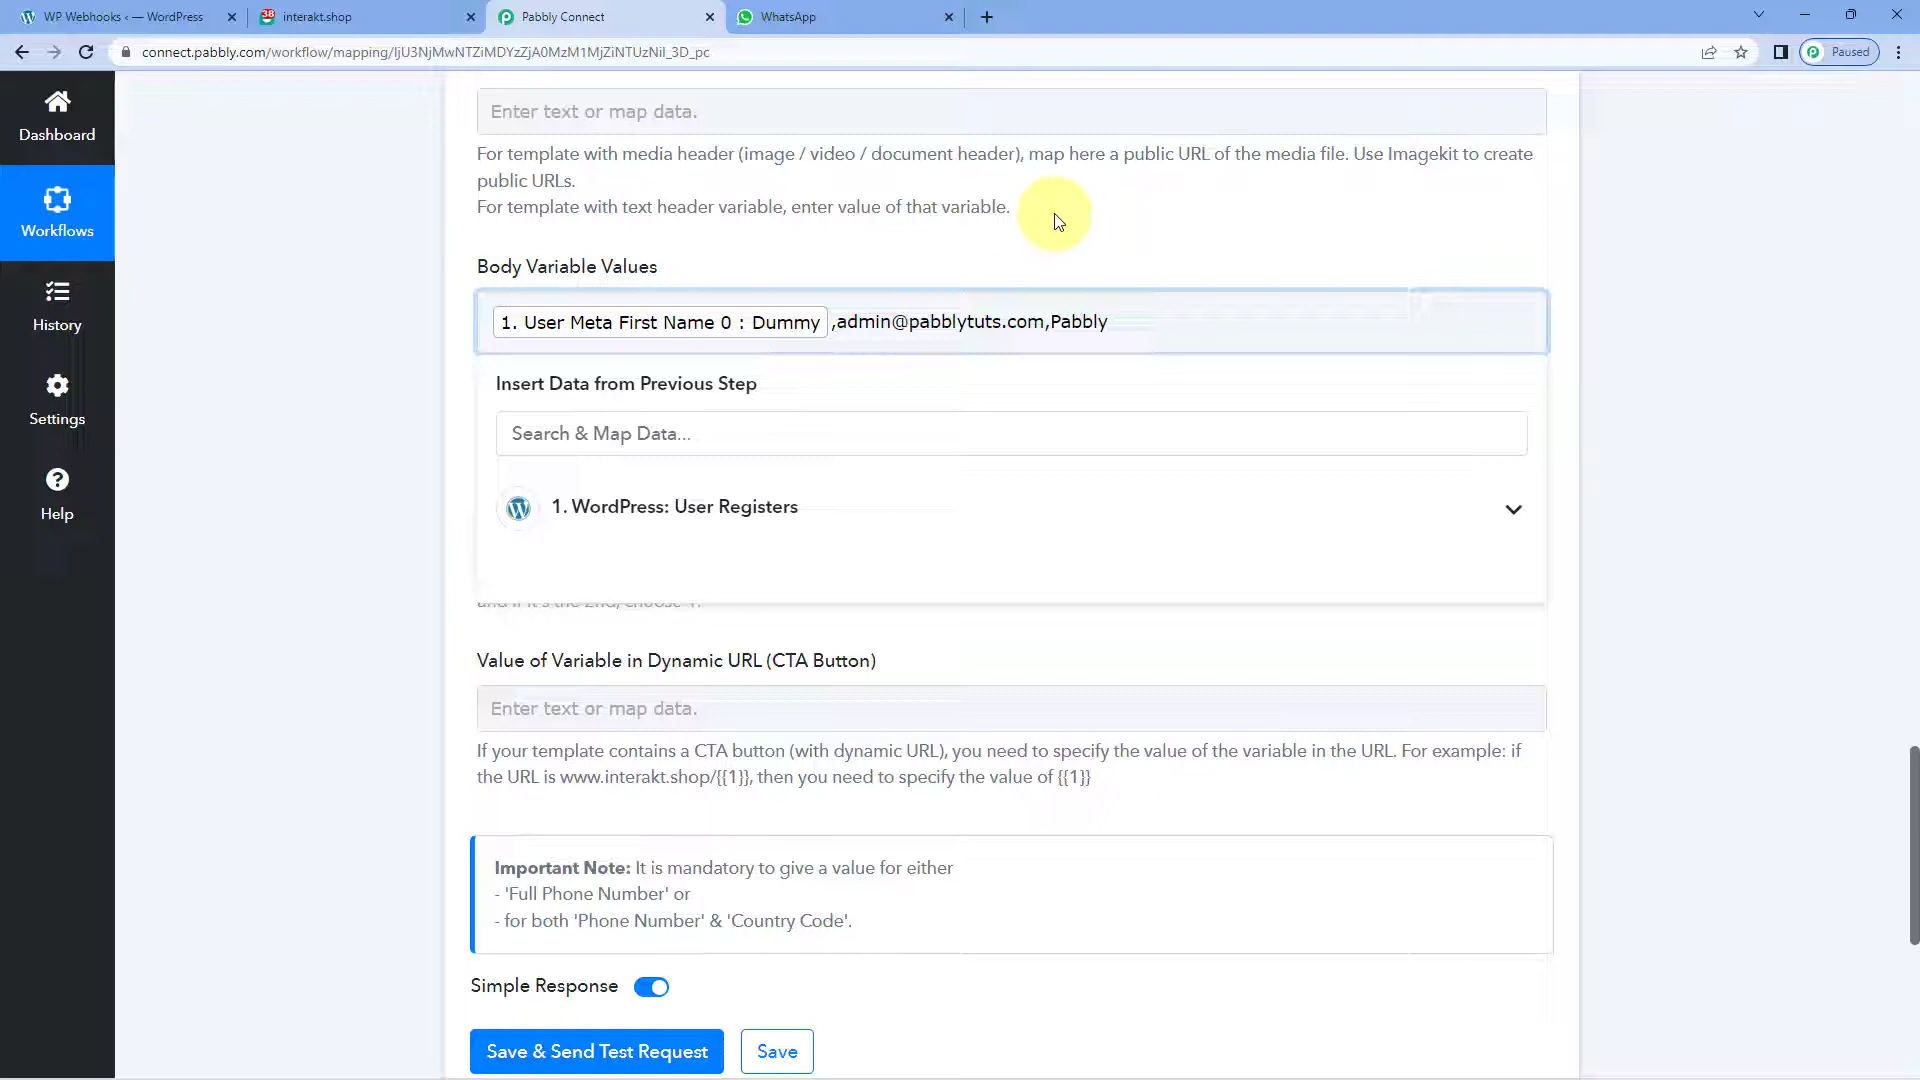 WP Webhooks ‹ — WordPress
38
interakt.shop
Pabbly Connect
WhatsApp
connect.pabbly.com/workflow/mapping/IjU3NjMwNTZiMDYzZjA0MzM1MjZiNTUzNiI_3D_pc
Paused
Dashboard
Workflows
History
Settings
Help
Enter text or map data.
For template with media header (image / video / document header), map here a public URL of the media file. Use Imagekit to create
public URLs.
For template with text header variable, enter value of that variable.
Body Variable Values
1. User Meta First Name 0 : Dummy ,admin@pabblytuts.com,Pabbly
Insert Data from Previous Step
Search & Map Data...
1. WordPress: User Registers
and if it's the 2nd, choose 1.
Value of Variable in Dynamic URL (CTA Button)
Enter text or map data.
If your template contains a CTA button (with dynamic URL), you need to specify the value of the variable in the URL. For example: if
the URL is www.interakt.shop/{{1}}, then you need to specify the value of {{1}}
Important Note: It is mandatory to give a value for either
- 'Full Phone Number' or
- for both 'Phone Number' & 'Country Code'.
Simple Response
Save & Send Test Request
Save